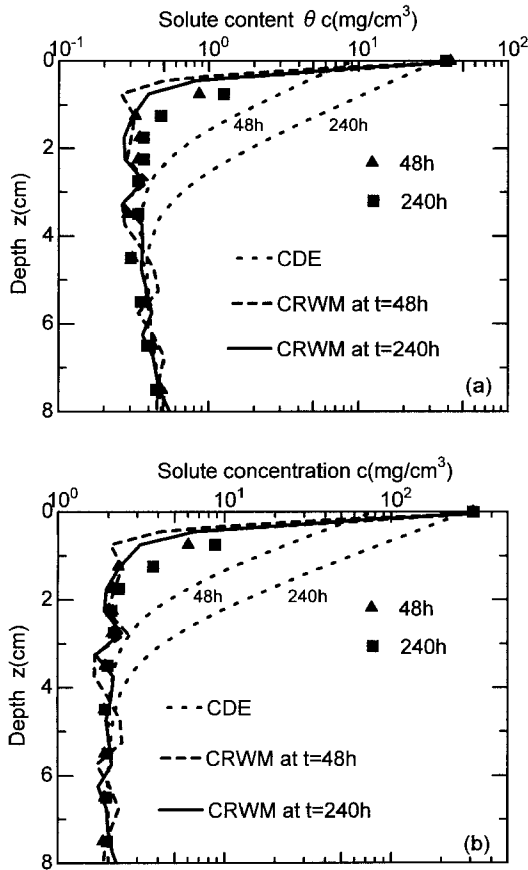 Solute content θ c(mg/cm³)
10⁻¹ 10⁰ 10¹ 10²
0
2
4
6
8
Depth z(cm)
48h
240h
48h
240h
CDE
CRWM at t=48h
CRWM at t=240h
(a)
Solute concentration c(mg/cm³)
10⁰ 10¹ 10²
0
2
4
6
8
Depth z(cm)
48h
240h
48h
240h
CDE
CRWM at t=48h
CRWM at t=240h
(b)